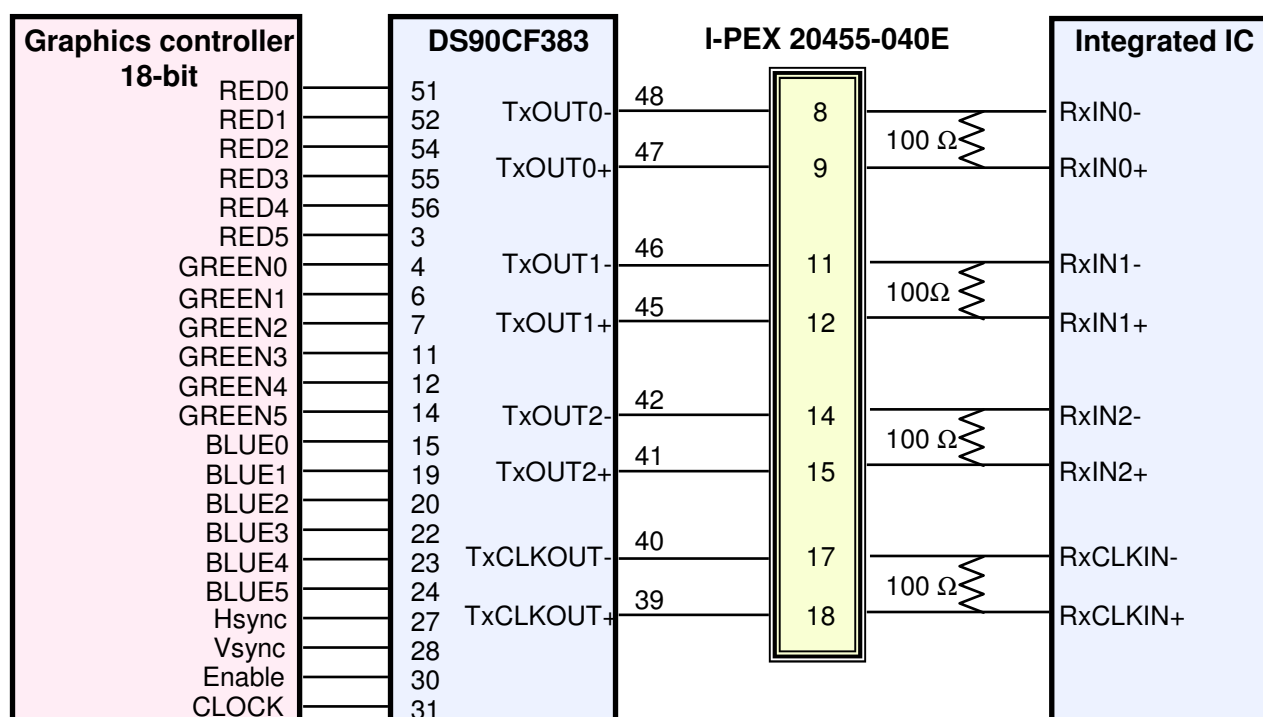 Graphics controller
18-bit
RED0
RED1
RED2
RED3
RED4
RED5
GREEN0
GREEN1
GREEN2
GREEN3
GREEN4
GREEN5
BLUE0
BLUE1
BLUE2
BLUE3
BLUE4
BLUE5
Hsync
Vsync
Enable
CLOCK
DS90CF383
51
52
54
55
56
3
4
6
7
11
12
14
15
19
20
22
23
24
27
28
30
31
TxOUT0-
TxOUT0+
TxOUT1-
TxOUT1+
TxOUT2-
TxOUT2+
TxCLKOUT-
TxCLKOUT+
48
47
46
45
42
41
40
39
I-PEX 20455-040E
8
9
11
12
14
15
17
18
100 Ω
100Ω
100 Ω
100 Ω
Integrated IC
RxIN0-
RxIN0+
RxIN1-
RxIN1+
RxIN2-
RxIN2+
RxCLKIN-
RxCLKIN+